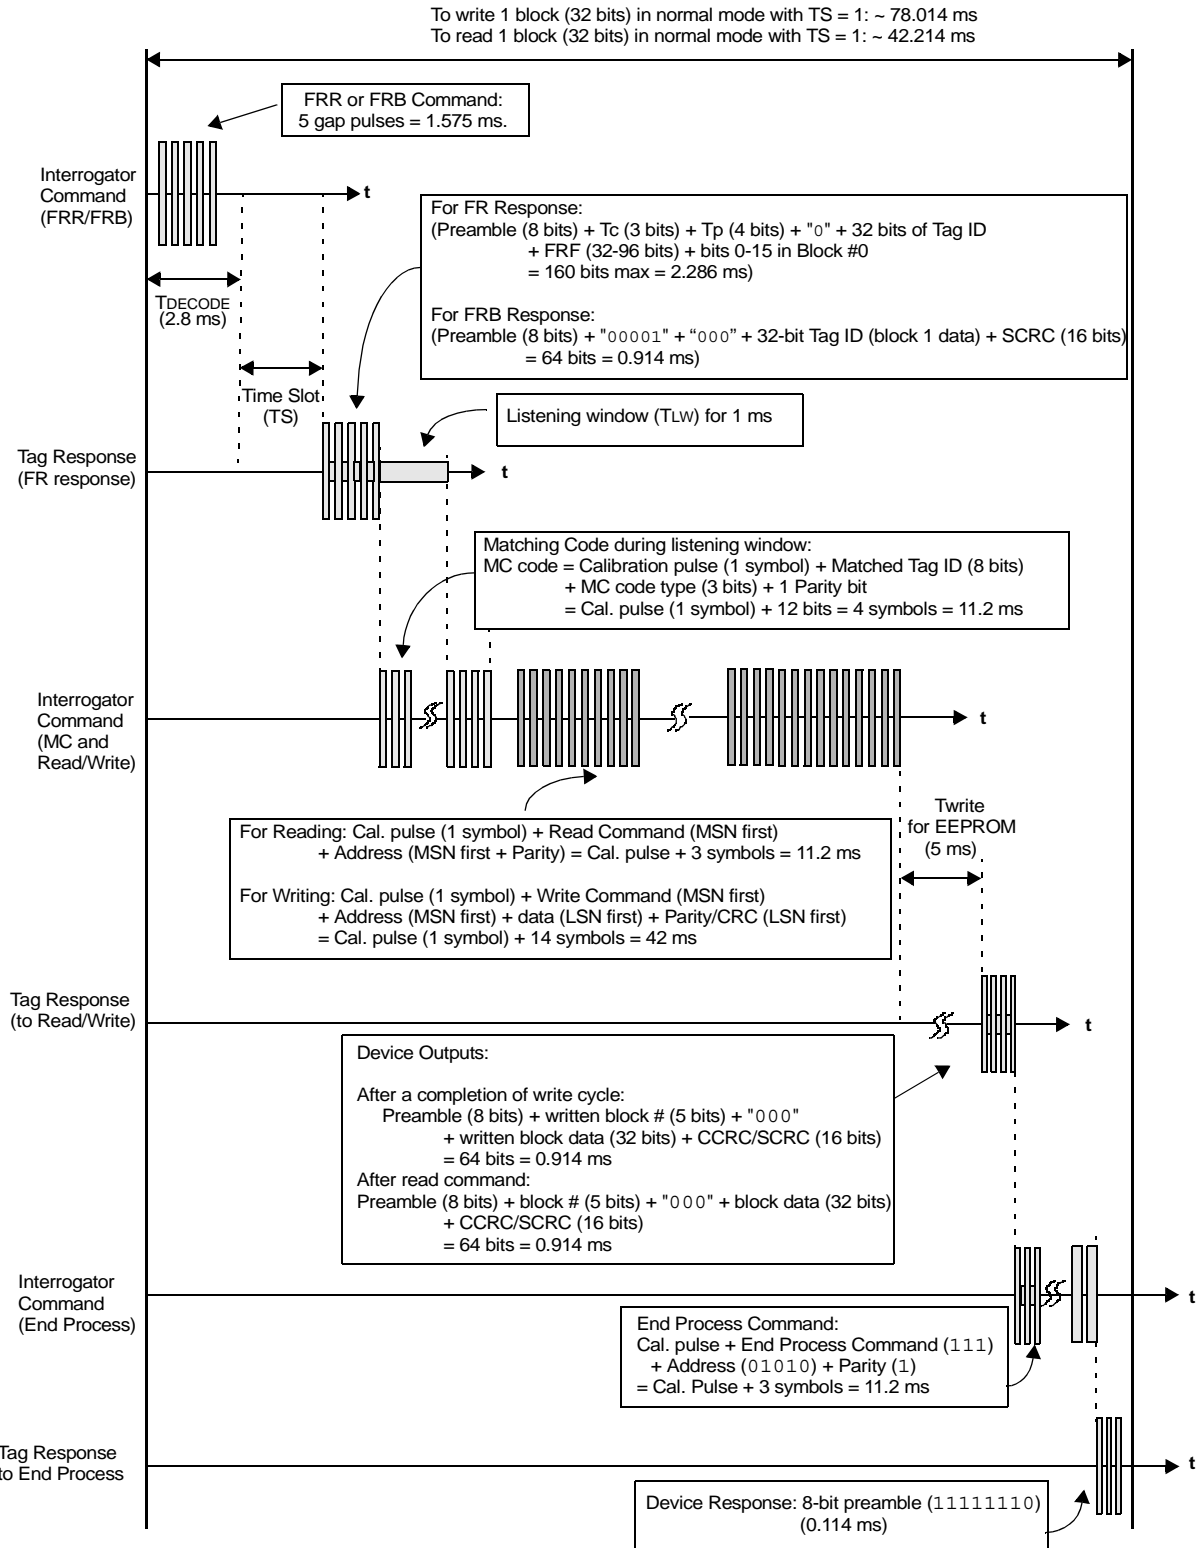 To write 1 block (32 bits) in normal mode with TS = 1: ~ 78.014 ms
To read 1 block (32 bits) in normal mode with TS = 1: ~ 42.214 ms
FRR or FRB Command:
5 gap pulses = 1.575 ms.
Interrogator
Command
(FRR/FRB)
t
TDECODE
(2.8 ms)
For FR Response:
(Preamble (8 bits) + Tc (3 bits) + Tp (4 bits) + "0" + 32 bits of Tag ID
+ FRF (32-96 bits) + bits 0-15 in Block #0
= 160 bits max = 2.286 ms)
For FRB Response:
(Preamble (8 bits) + "00001" + “000” + 32-bit Tag ID (block 1 data) + SCRC (16 bits)
= 64 bits = 0.914 ms)
Time Slot
(TS)
Listening window (TLW) for 1 ms
Tag Response
(FR response)
t
Matching Code during listening window:
MC code = Calibration pulse (1 symbol) + Matched Tag ID (8 bits)
+ MC code type (3 bits) + 1 Parity bit
= Cal. pulse (1 symbol) + 12 bits = 4 symbols = 11.2 ms
Interrogator
Command
(MC and
Read/Write)
t
Twrite
for EEPROM
(5 ms)
For Reading: Cal. pulse (1 symbol) + Read Command (MSN first)
+ Address (MSN first + Parity) = Cal. pulse + 3 symbols = 11.2 ms
For Writing: Cal. pulse (1 symbol) + Write Command (MSN first)
+ Address (MSN first) + data (LSN first) + Parity/CRC (LSN first)
= Cal. pulse (1 symbol) + 14 symbols = 42 ms
Tag Response
(to Read/Write)
t
Device Outputs:
After a completion of write cycle:
Preamble (8 bits) + written block # (5 bits) + "000"
+ written block data (32 bits) + CCRC/SCRC (16 bits)
= 64 bits = 0.914 ms
After read command:
Preamble (8 bits) + block # (5 bits) + "000" + block data (32 bits)
+ CCRC/SCRC (16 bits)
= 64 bits = 0.914 ms
Interrogator
Command
(End Process)
t
End Process Command:
Cal. pulse + End Process Command (111)
+ Address (01010) + Parity (1)
= Cal. Pulse + 3 symbols = 11.2 ms
Tag Response
to End Process
t
Device Response: 8-bit preamble (11111110)
(0.114 ms)